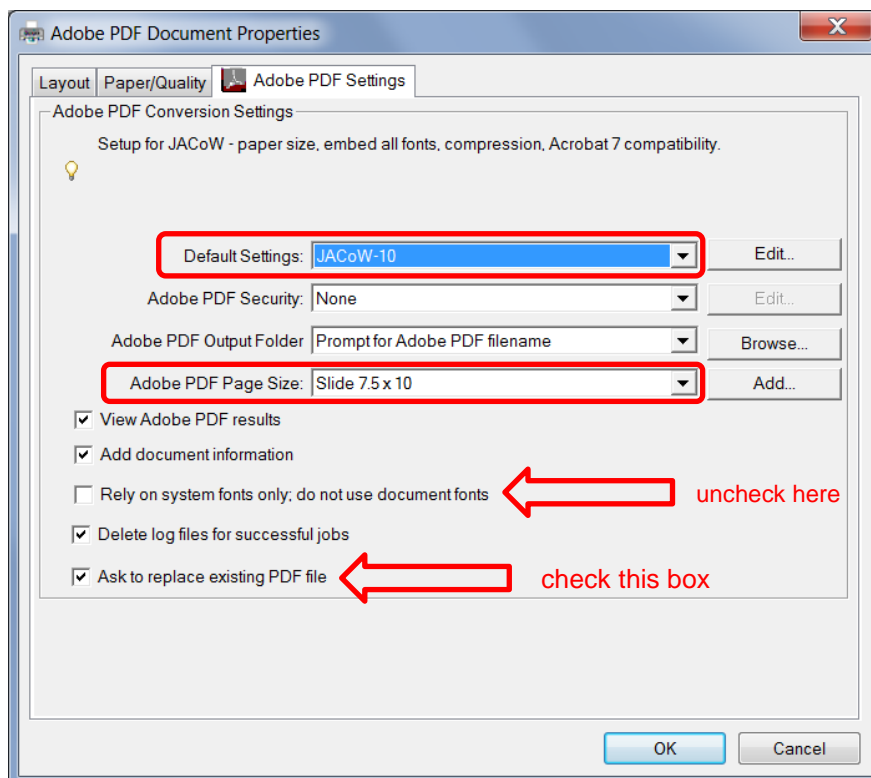 Adobe PDF Document Properties
X
Layout Paper/Quality Adobe PDF Settings
Adobe PDF Conversion Settings
Setup for JACoW - paper size, embed all fonts, compression, Acrobat 7 compatibility.
Default Settings: JACoW-10 Edit...
Adobe PDF Security: None Edit...
Adobe PDF Output Folder Prompt for Adobe PDF filename Browse...
Adobe PDF Page Size: Slide 7.5 x 10 Add...
View Adobe PDF results
Add document information
Rely on system fonts only; do not use document fonts uncheck here
Delete log files for successful jobs
Ask to replace existing PDF file check this box
OK Cancel